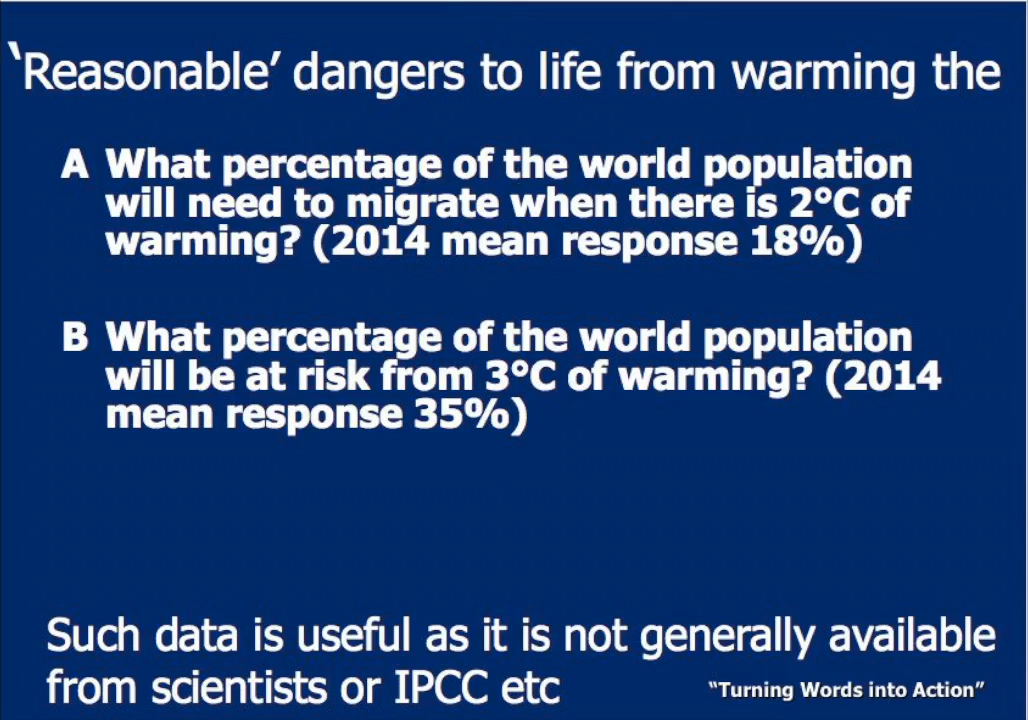 ‘Reasonable’ dangers to life from warming the
A What percentage of the world population
will need to migrate when there is 2°C of
warming? (2014 mean response 18%)
B What percentage of the world population
will be at risk from 3°C of warming? (2014
mean response 35%)
Such data is useful as it is not generally available
from scientists or IPCC etc
“Turning Words into Action”